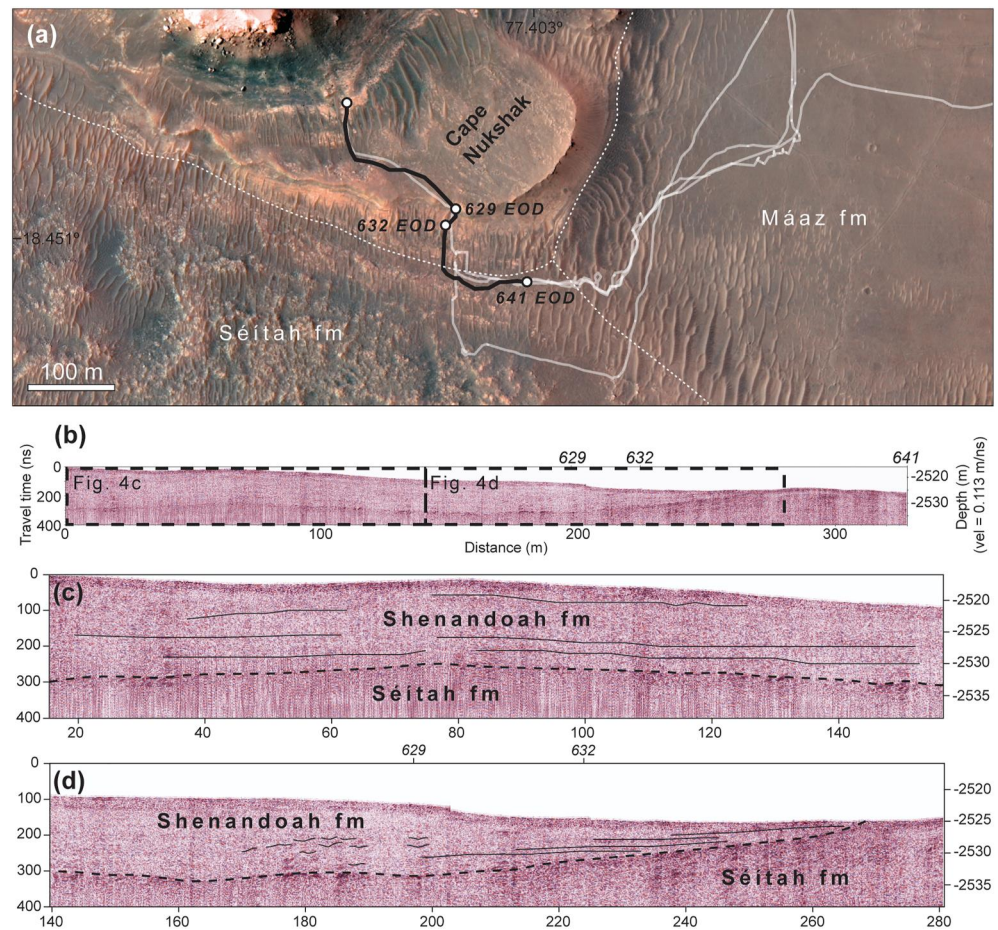 (a)
77.403°
Cape
Nukshak
629 EOD
632 EOD
Máaz fm
−18.451°
641 EOD
Séítah fm
100 m
(b)
629 632 641
0
200
400
Travel time (ns)
Fig. 4c
Fig. 4d
-2520
-2530
Depth (m)
(vel = 0.113 m/ns)
0 100 200 300
Distance (m)
(c)
0
100
200
300
400
Shenandoah fm
Séítah fm
-2520
-2525
-2530
-2535
20 40 60 80 100 120 140
629 632
(d)
0
100
200
300
400
Shenandoah fm
Séítah fm
-2520
-2525
-2530
-2535
140 160 180 200 220 240 260 280